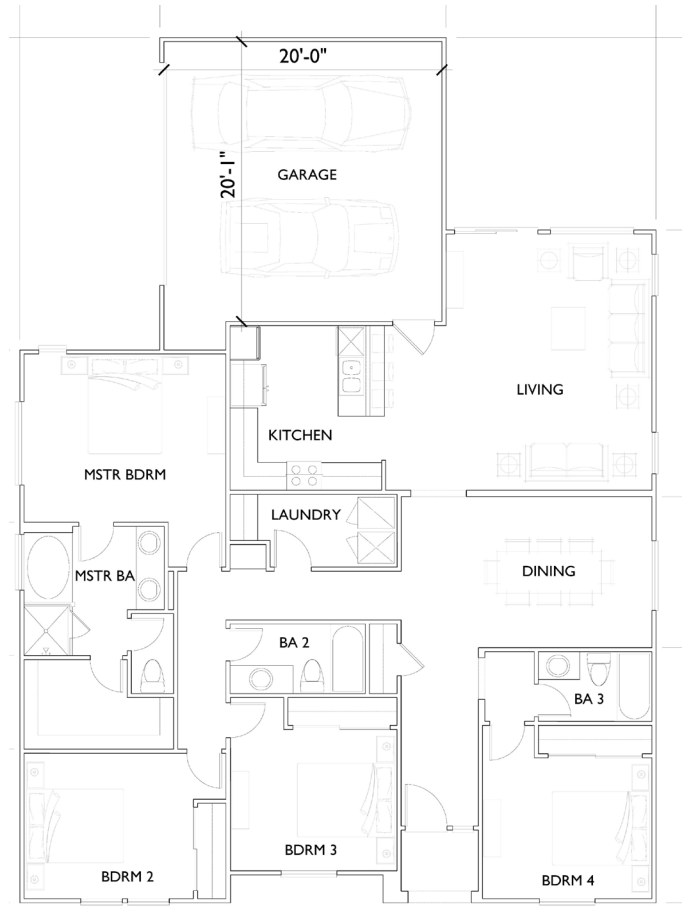 20'-0"
20'-1"
GARAGE
LIVING
KITCHEN
MSTR BDRM
LAUNDRY
MSTR BA
DINING
BA 2
BA 3
BDRM 3
BDRM 2
BDRM 4